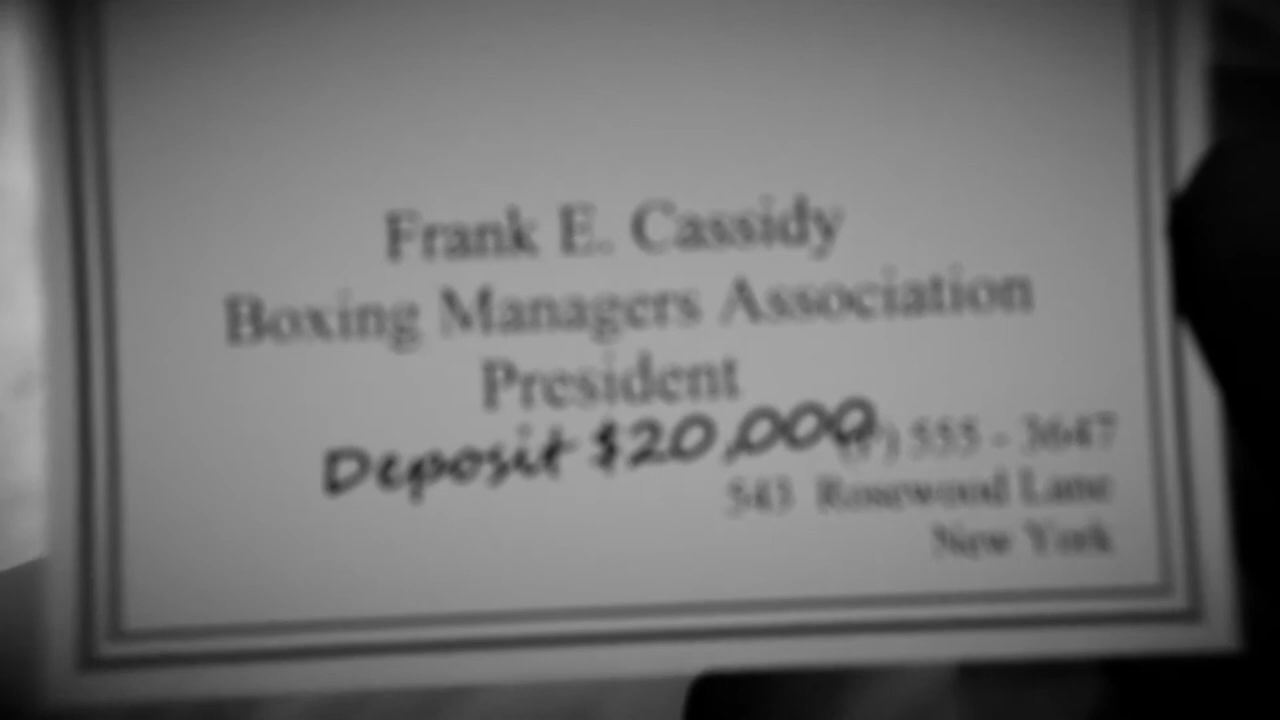 Frank E. Cassidy
Boxing Managers Association
President
Deposit $20,000
(P) 555 - 3647
543 Rosewood Lane
New York